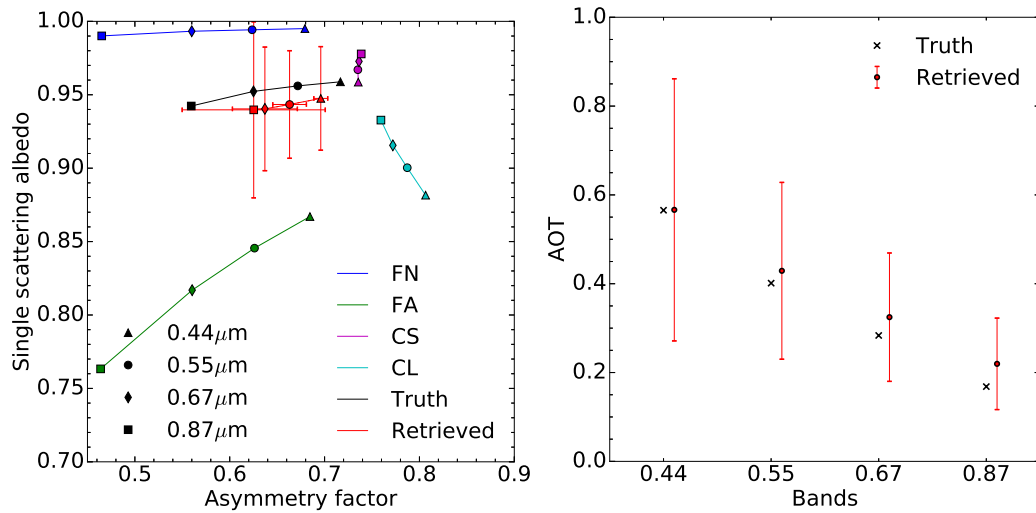 1.00
0.95
0.90
0.85
0.80
0.75
0.70
Single scattering albedo
0.44μm
0.55μm
0.67μm
0.87μm
FN
FA
CS
CL
Truth
Retrieved
0.5
0.6
0.7
0.8
0.9
Asymmetry factor
1.0
0.8
0.6
0.4
0.2
0.0
AOT
Truth
Retrieved
0.44
0.55
0.67
0.87
Bands